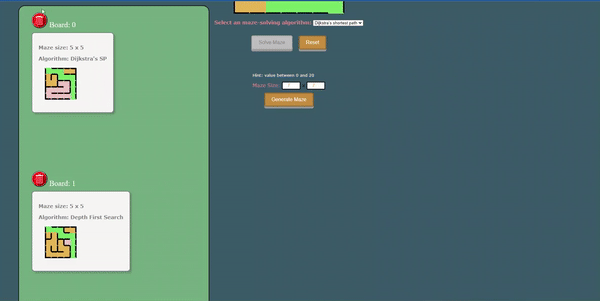 Board: 0
Maze size: 5 x 5
Algorithm: Dijkstra's SP
Board: 1
Maze size: 5 x 5
Algorithm: Depth First Search
Select an maze-solving algorithm: Dijkstra's shortest path
Solve Maze
Reset
Hint: value between 0 and 20
Maze Size:
Generate Maze